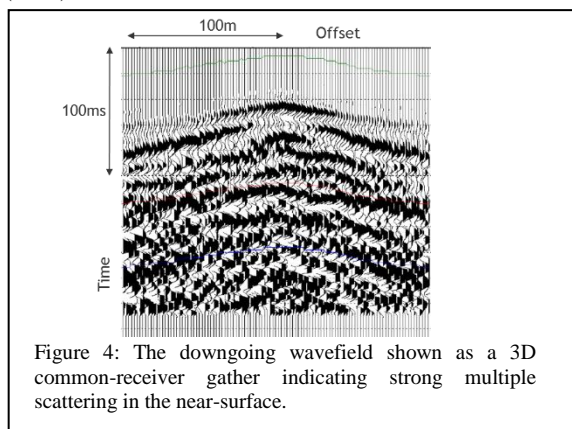 100m
Offset
100ms
Time
Figure 4: The downgoing wavefield shown as a 3D
common-receiver gather indicating strong multiple
scattering in the near-surface.